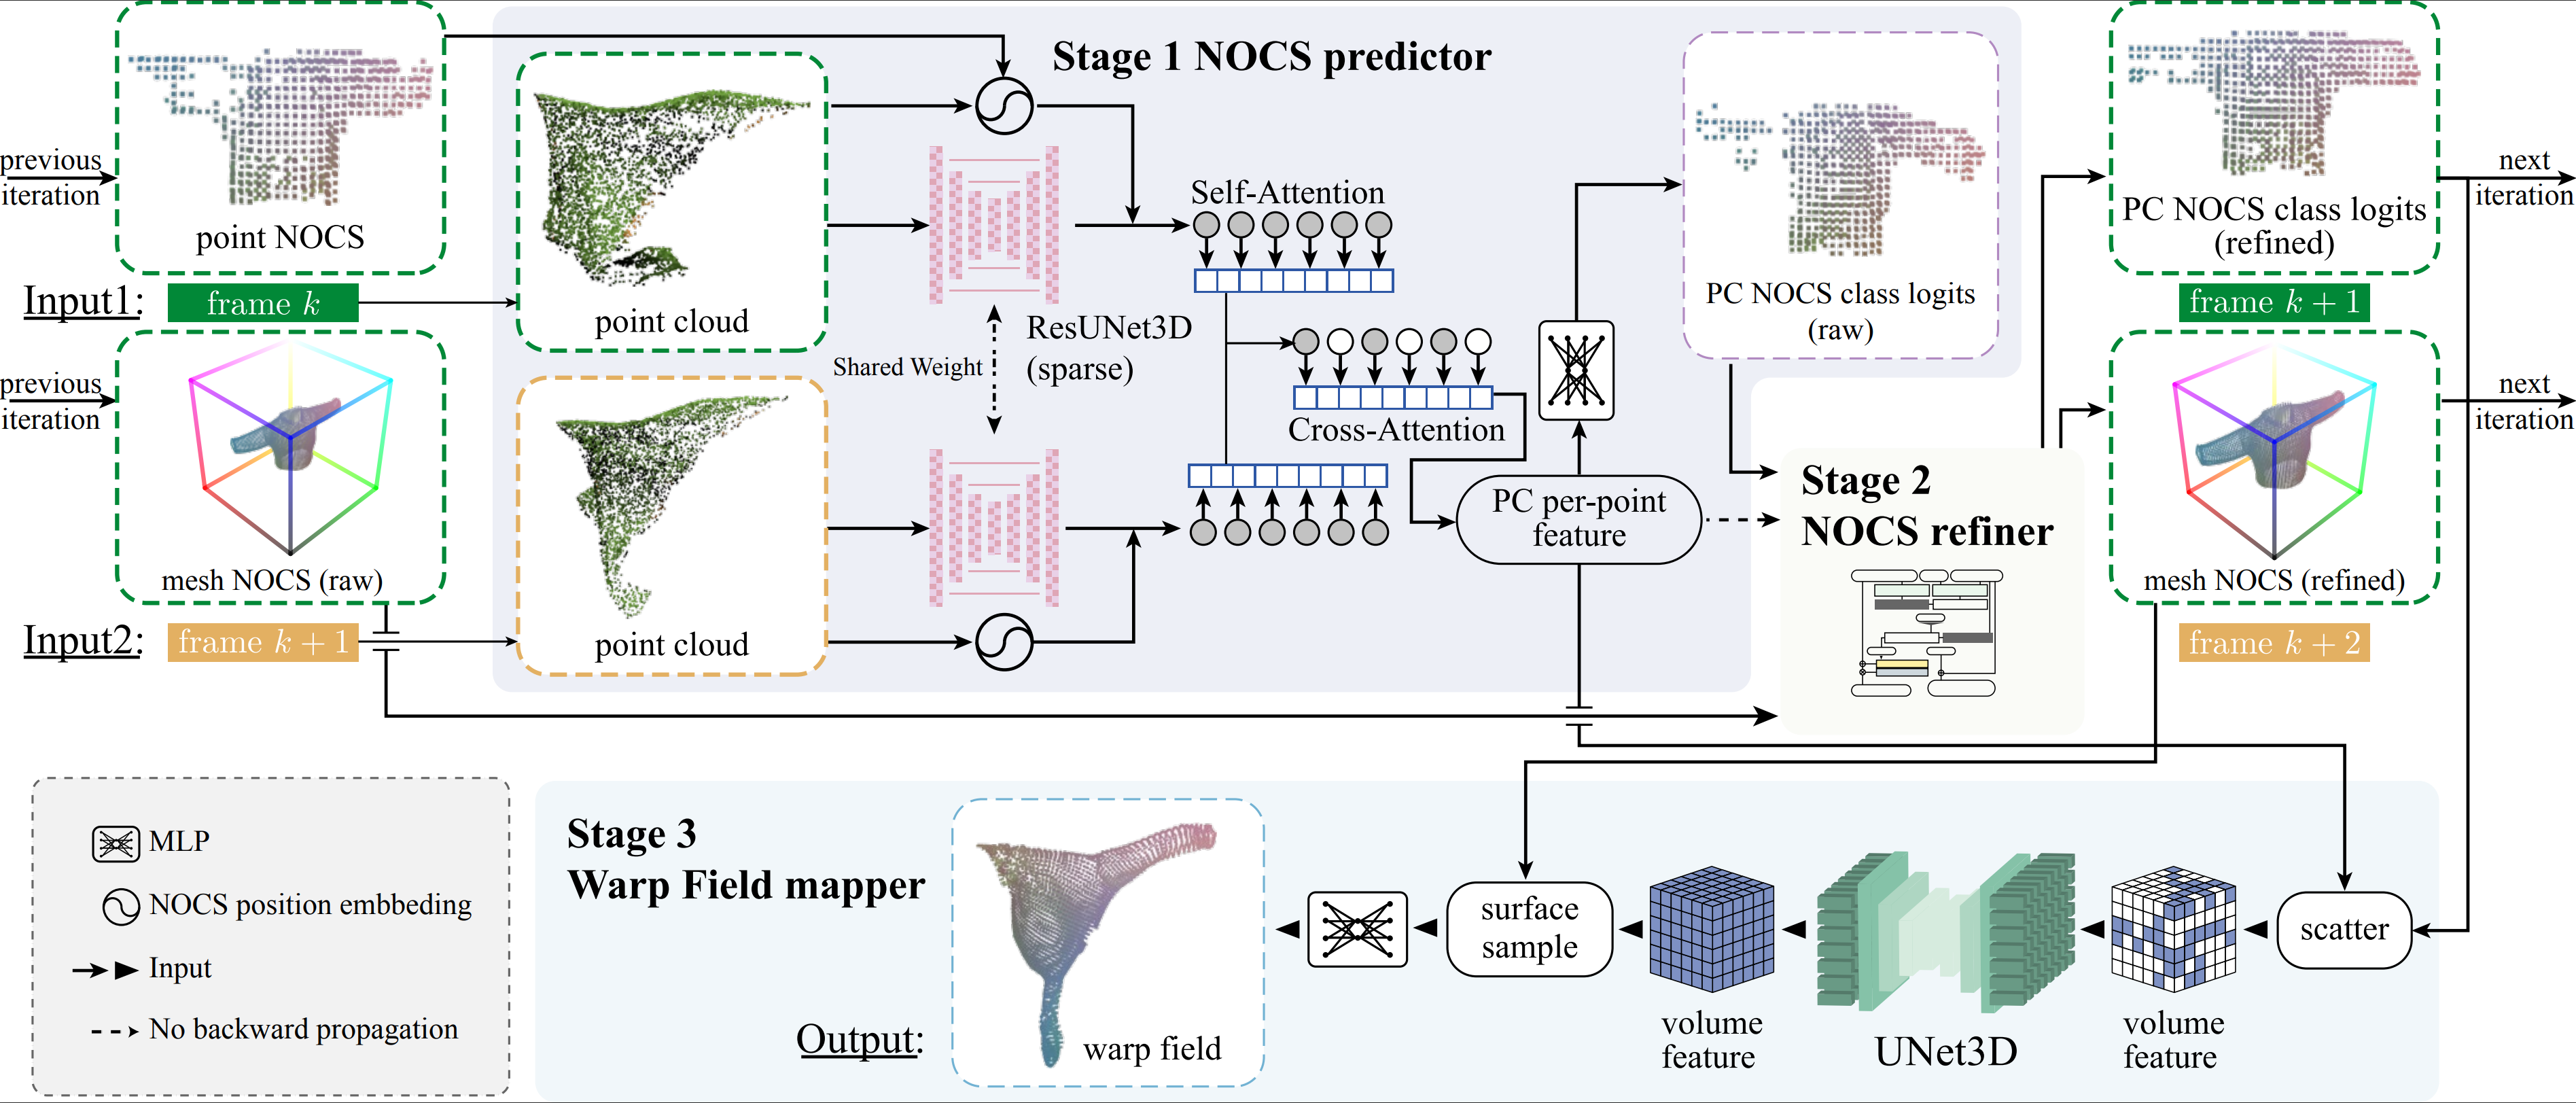 previous
iteration
point NOCS
Input1:
frame k
previous
iteration
mesh NOCS (raw)
Input2:
frame k + 1
Stage 1 NOCS predictor
point cloud
point cloud
Shared Weight
ResUNet3D
(sparse)
Self-Attention
Cross-Attention
PC per-point
feature
PC NOCS class logits
(raw)
Stage 2
NOCS refiner
PC NOCS class logits
(refined)
frame k + 1
next
iteration
mesh NOCS (refined)
frame k + 2
next
iteration
MLP
NOCS position embbeding
Input
No backward propagation
Stage 3
Warp Field mapper
Output:
warp field
surface
sample
volume
feature
UNet3D
volume
feature
scatter